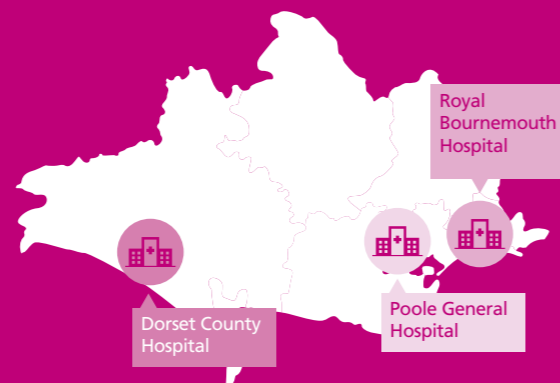 Royal
Bournemouth
Hospital
Poole General
Hospital
Dorset County
Hospital